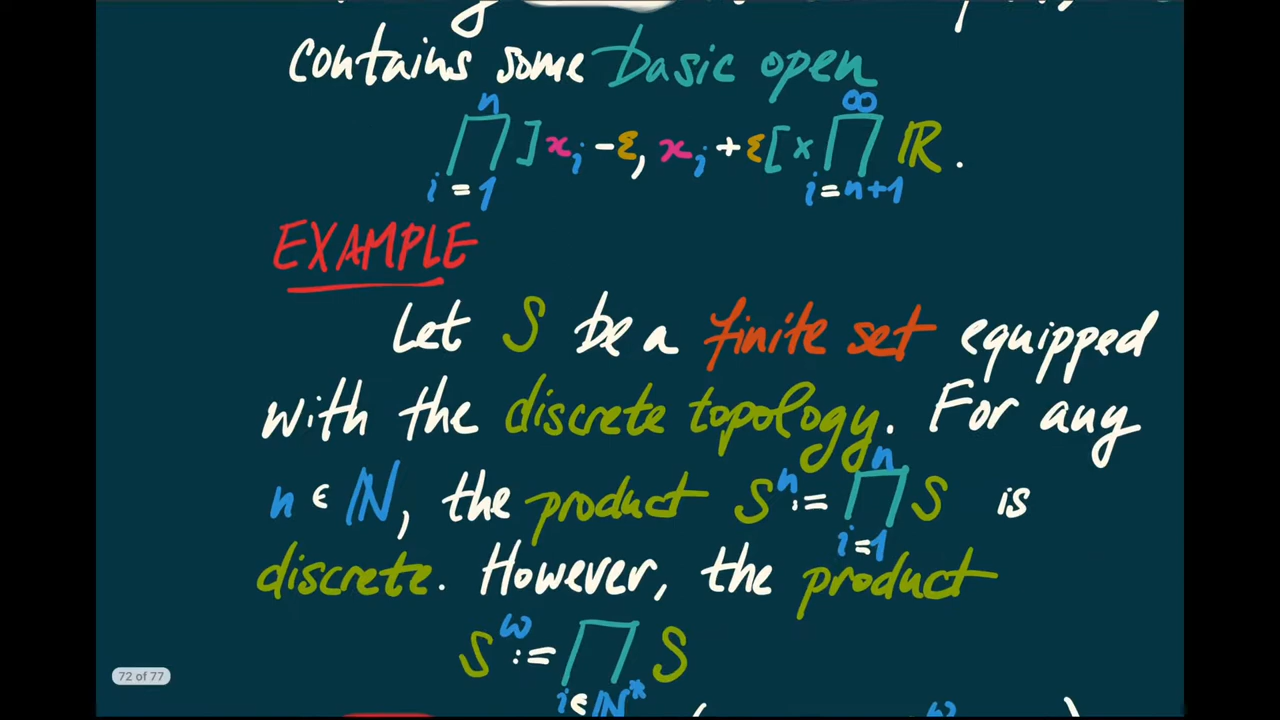 contains some basic open
∏_{i=1}^{n} ]x_i − ε, x_i + ε[ × ∏_{i=n+1}^{∞} ℝ.
EXAMPLE
Let S be a finite set equipped
with the discrete topology. For any
n ∈ ℕ, the product S^n := ∏_{i=1}^{n} S is
discrete. However, the product
S^ω := ∏_{i∈ℕ*} S
72 of 77